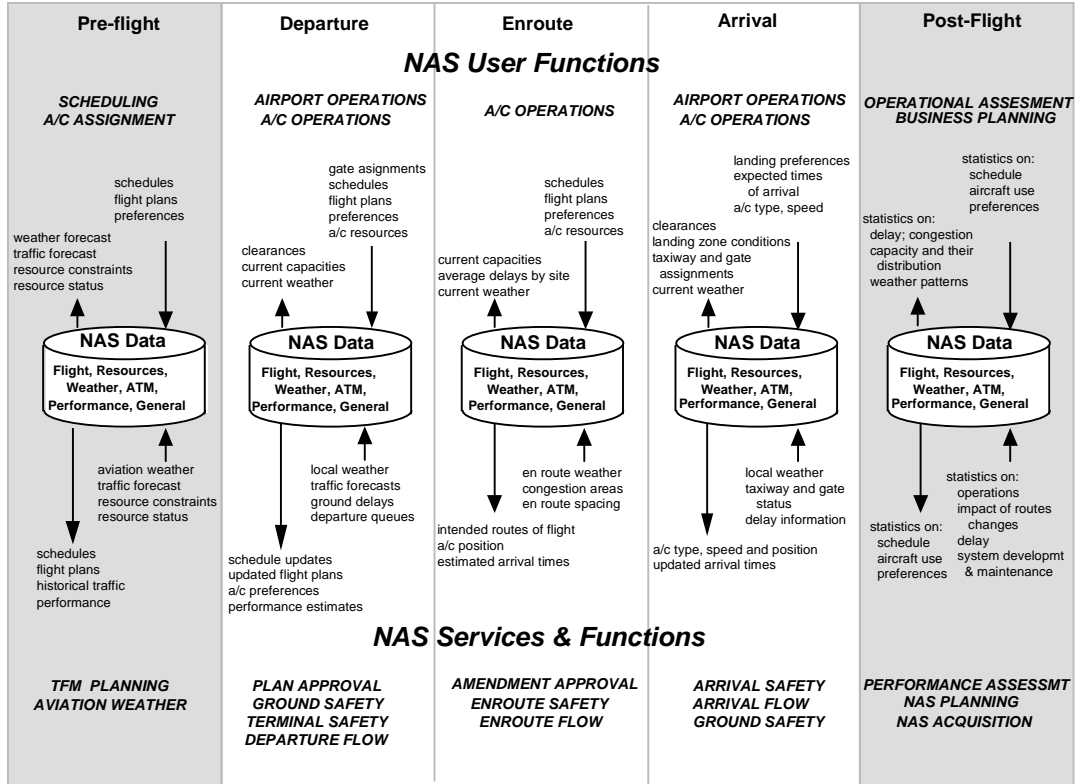 Pre-flight
Departure
Enroute
Arrival
Post-Flight
NAS User Functions
SCHEDULING
A/C ASSIGNMENT
AIRPORT OPERATIONS
A/C OPERATIONS
A/C OPERATIONS
AIRPORT OPERATIONS
A/C OPERATIONS
OPERATIONAL ASSESMENT
BUSINESS PLANNING
schedules
flight plans
preferences
weather forecast
traffic forecast
resource constraints
resource status
gate asignments
schedules
flight plans
preferences
a/c resources
clearances
current capacities
current weather
schedules
flight plans
preferences
a/c resources
current capacities
average delays by site
current weather
landing preferences
expected times
of arrival
a/c type, speed
clearances
landing zone conditions
taxiway and gate
assignments
current weather
statistics on:
schedule
aircraft use
preferences
statistics on:
delay; congestion
capacity and their
distribution
weather patterns
NAS Data
Flight, Resources,
Weather, ATM,
Performance, General
NAS Data
Flight, Resources,
Weather, ATM,
Performance, General
NAS Data
Flight, Resources,
Weather, ATM,
Performance, General
NAS Data
Flight, Resources,
Weather, ATM,
Performance, General
NAS Data
Flight, Resources,
Weather, ATM,
Performance, General
aviation weather
traffic forecast
resource constraints
resource status
schedules
flight plans
historical traffic
performance
local weather
traffic forecasts
ground delays
departure queues
schedule updates
updated flight plans
a/c preferences
performance estimates
en route weather
congestion areas
en route spacing
intended routes of flight
a/c position
estimated arrival times
local weather
taxiway and gate
status
delay information
a/c type, speed and position
updated arrival times
statistics on:
operations
impact of routes
changes
delay
system developmt
& maintenance
statistics on:
schedule
aircraft use
preferences
NAS Services & Functions
TFM PLANNING
AVIATION WEATHER
PLAN APPROVAL
GROUND SAFETY
TERMINAL SAFETY
DEPARTURE FLOW
AMENDMENT APPROVAL
ENROUTE SAFETY
ENROUTE FLOW
ARRIVAL SAFETY
ARRIVAL FLOW
GROUND SAFETY
PERFORMANCE ASSESSMT
NAS PLANNING
NAS ACQUISITION